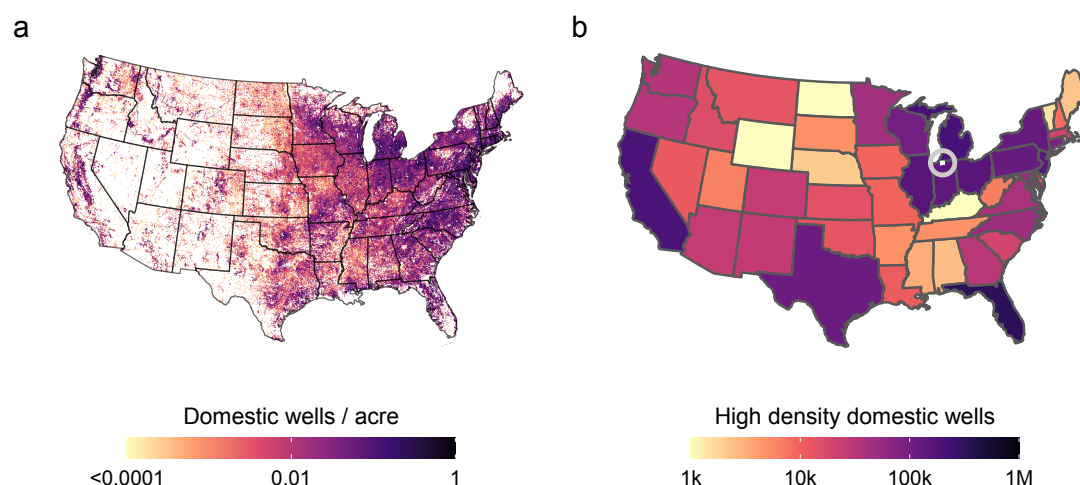 a
b
Domestic wells / acre
<0.0001 0.01 1
High density domestic wells
1k 10k 100k 1M